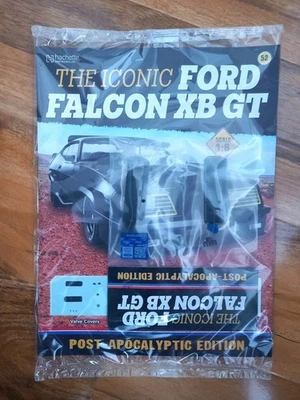 hachette
52
THE ICONIC FORD
FALCON XB GT
1:8
POST-APOCALYPTIC EDITION
FALCON XB GT
THE ICONIC FORD
Valve Covers
POST-APOCALYPTIC EDITION